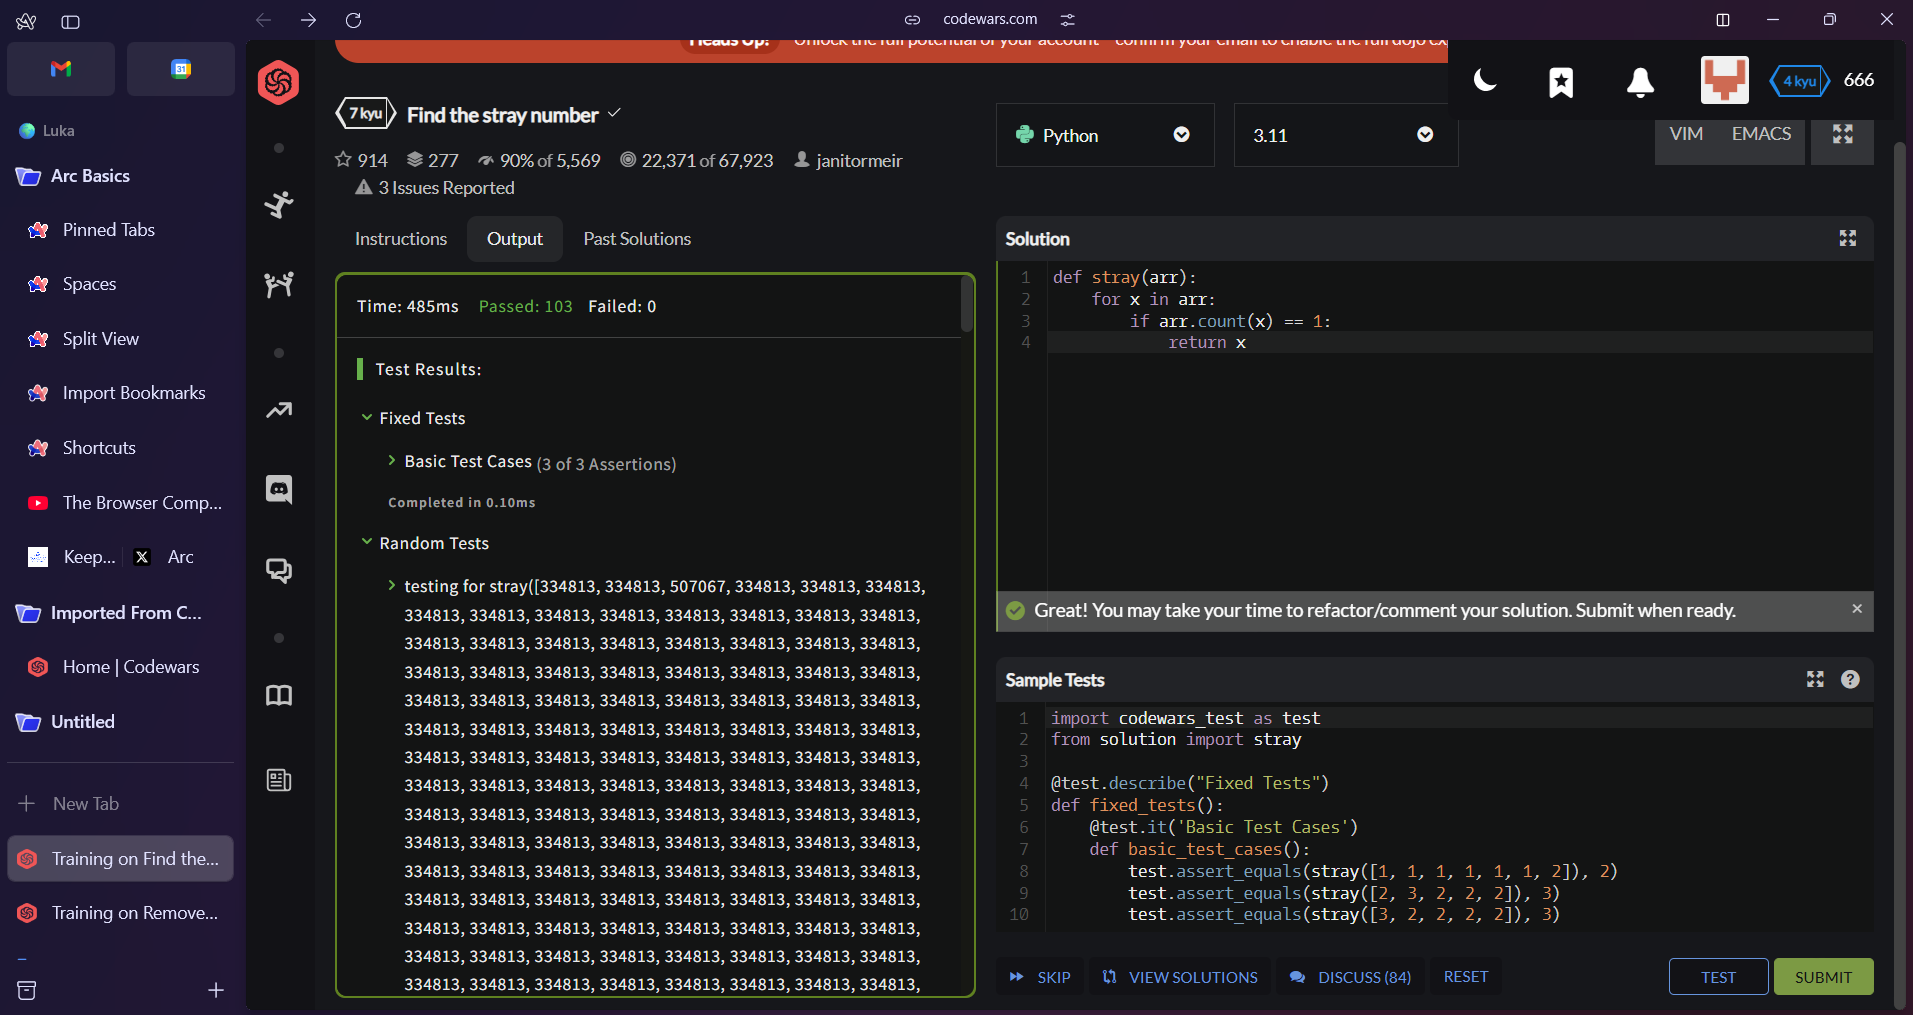 codewars.com
31
Luka
Arc Basics
Pinned Tabs
Spaces
Split View
Import Bookmarks
Shortcuts
The Browser Comp...
Keep...
Arc
Imported From C...
Home | Codewars
Untitled
New Tab
Training on Find the...
Training on Remove...
Heads Up!
Unlock the full potential of your account
confirm your email to enable the full dojo ex
4 kyu
666
7 kyu
Find the stray number
914 277 90% of 5,569 22,371 of 67,923 janitormeir
3 Issues Reported
Python
3.11
VIM EMACS
Instructions
Output
Past Solutions
Time: 485ms Passed: 103 Failed: 0
Test Results:
Fixed Tests
Basic Test Cases (3 of 3 Assertions)
Completed in 0.10ms
Random Tests
testing for stray([334813, 334813, 507067, 334813, 334813, 334813,
334813, 334813, 334813, 334813, 334813, 334813, 334813, 334813,
334813, 334813, 334813, 334813, 334813, 334813, 334813, 334813,
334813, 334813, 334813, 334813, 334813, 334813, 334813, 334813,
334813, 334813, 334813, 334813, 334813, 334813, 334813, 334813,
334813, 334813, 334813, 334813, 334813, 334813, 334813, 334813,
334813, 334813, 334813, 334813, 334813, 334813, 334813, 334813,
334813, 334813, 334813, 334813, 334813, 334813, 334813, 334813,
334813, 334813, 334813, 334813, 334813, 334813, 334813, 334813,
334813, 334813, 334813, 334813, 334813, 334813, 334813, 334813,
334813, 334813, 334813, 334813, 334813, 334813, 334813, 334813,
334813, 334813, 334813, 334813, 334813, 334813, 334813, 334813,
334813, 334813, 334813, 334813, 334813, 334813, 334813, 334813,
334813, 334813, 334813, 334813, 334813, 334813, 334813, 334813,
334813, 334813, 334813, 334813, 334813, 334813, 334813, 334813,
Solution
1 def stray(arr):
2 for x in arr:
3 if arr.count(x) == 1:
4 return x
Great! You may take your time to refactor/comment your solution. Submit when ready.
Sample Tests
1 import codewars_test as test
2 from solution import stray
3
4 @test.describe("Fixed Tests")
5 def fixed_tests():
6 @test.it('Basic Test Cases')
7 def basic_test_cases():
8 test.assert_equals(stray([1, 1, 1, 1, 1, 1, 2]), 2)
9 test.assert_equals(stray([2, 3, 2, 2, 2]), 3)
10 test.assert_equals(stray([3, 2, 2, 2, 2]), 3)
SKIP
VIEW SOLUTIONS
DISCUSS (84)
RESET
TEST
SUBMIT